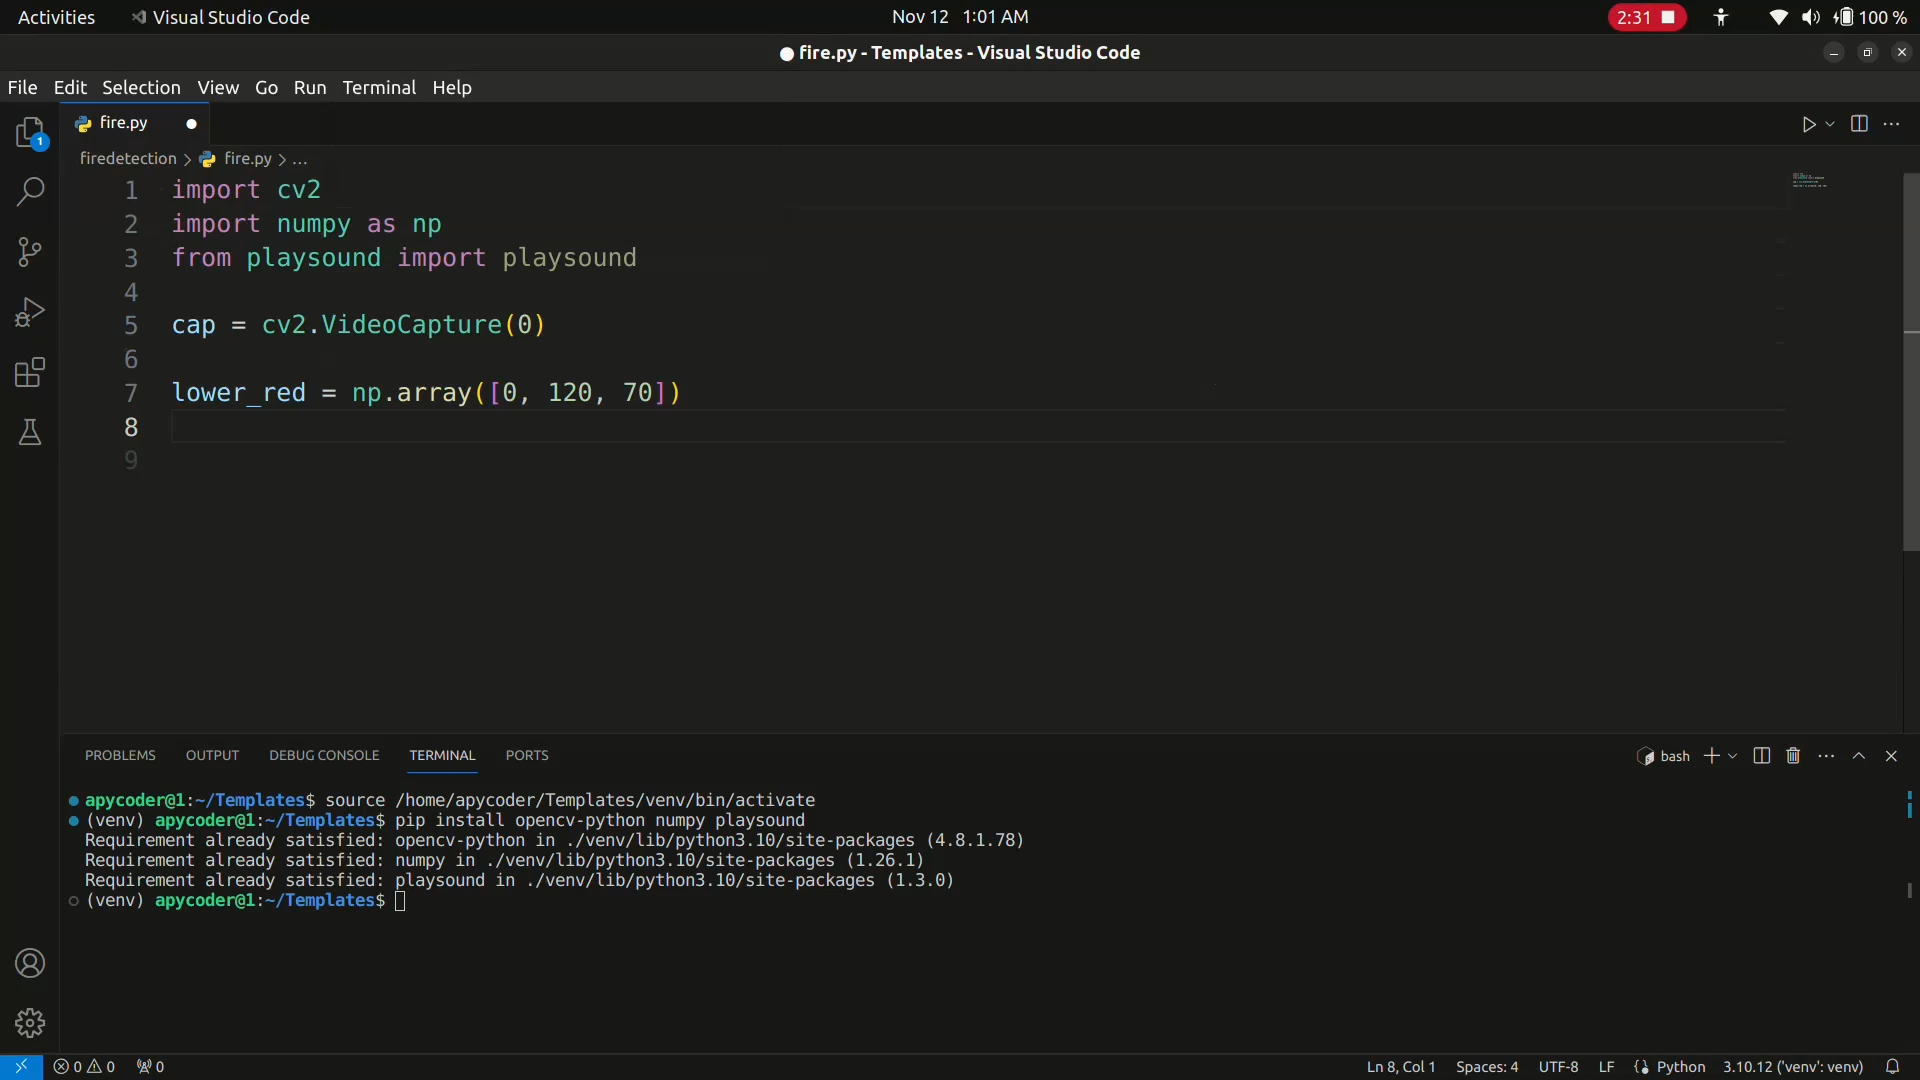 Activities Visual Studio Code Nov 12 1:01 AM 2:31 100 %
fire.py - Templates - Visual Studio Code
File Edit Selection View Go Run Terminal Help
fire.py
1
firedetection > fire.py > ...
1 import cv2
2 import numpy as np
3 from playsound import playsound
4
5 cap = cv2.VideoCapture(0)
6
7 lower_red = np.array([0, 120, 70])
8
9
PROBLEMS OUTPUT DEBUG CONSOLE TERMINAL PORTS bash
apycoder@1:~/Templates$ source /home/apycoder/Templates/venv/bin/activate
(venv) apycoder@1:~/Templates$ pip install opencv-python numpy playsound
Requirement already satisfied: opencv-python in ./venv/lib/python3.10/site-packages (4.8.1.78)
Requirement already satisfied: numpy in ./venv/lib/python3.10/site-packages (1.26.1)
Requirement already satisfied: playsound in ./venv/lib/python3.10/site-packages (1.3.0)
(venv) apycoder@1:~/Templates$
0 0 0 Ln 8, Col 1 Spaces: 4 UTF-8 LF Python 3.10.12 ('venv': venv)